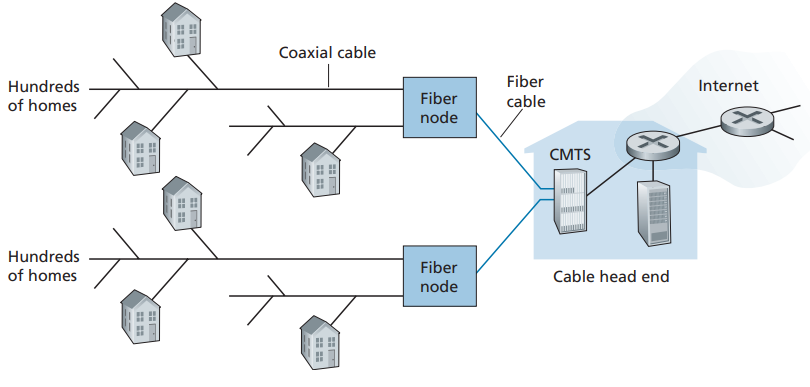 Coaxial cable
Hundreds
of homes
Fiber
node
Fiber
cable
Internet
CMTS
Hundreds
of homes
Fiber
node
Cable head end